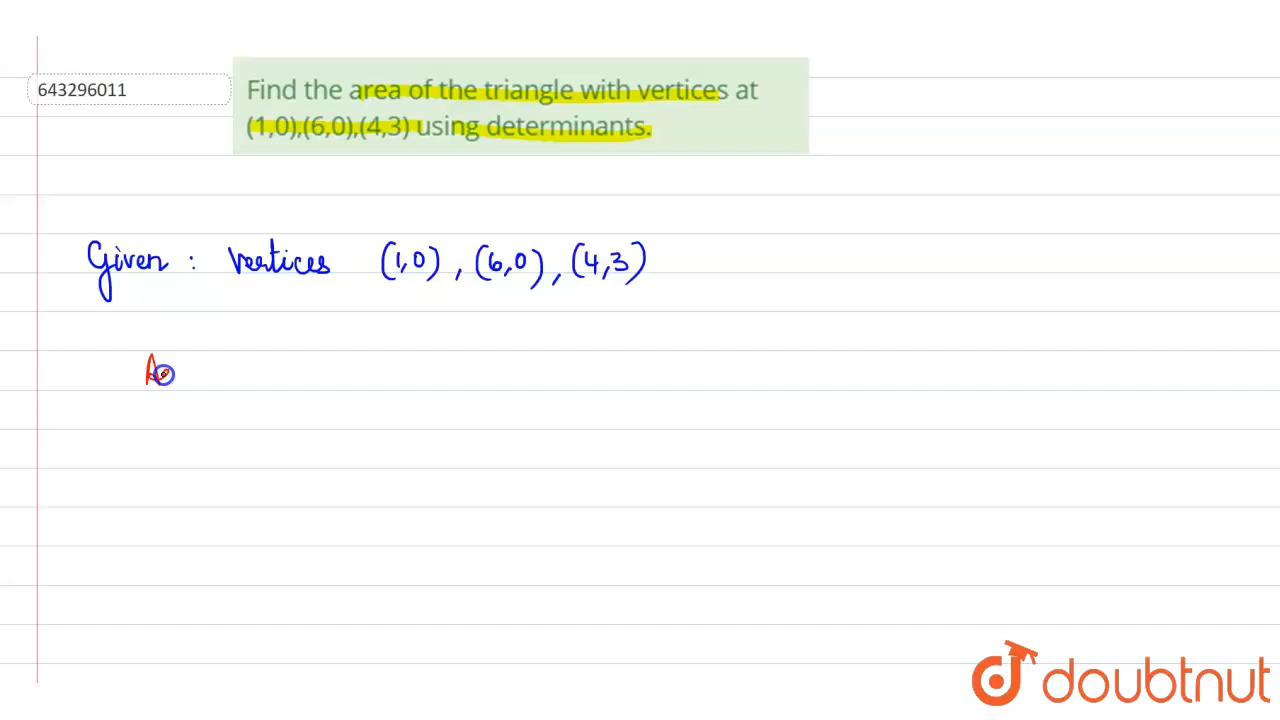 643296011
Find the area of the triangle with vertices at
(1,0),(6,0),(4,3) using determinants.
Given : Vertices (1,0) , (6,0) , (4,3)
A
doubtnut